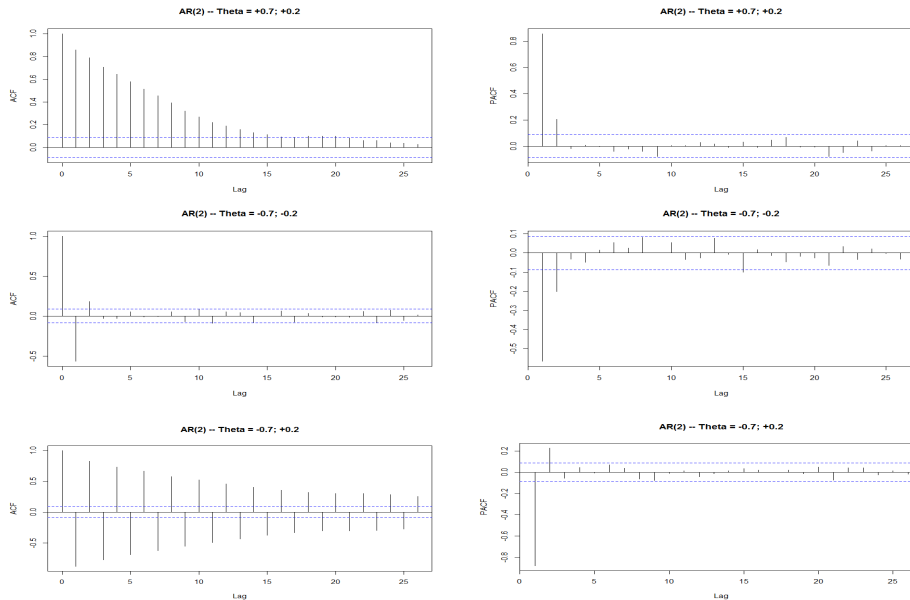 AR(2) -- Theta = +0.7; +0.2
ACF
1.0
0.8
0.6
0.4
0.2
0.0
0 5 10 15 20 25
Lag
AR(2) -- Theta = +0.7; +0.2
PACF
0.8
0.6
0.4
0.2
0.0
0 5 10 15 20 25
Lag
AR(2) -- Theta = -0.7; -0.2
ACF
1.0
0.5
0.0
-0.5
0 5 10 15 20 25
Lag
AR(2) -- Theta = -0.7; -0.2
PACF
0.1
0.0
-0.1
-0.2
-0.3
-0.4
-0.5
0 5 10 15 20 25
Lag
AR(2) -- Theta = -0.7; +0.2
ACF
1.0
0.5
0.0
-0.5
0 5 10 15 20 25
Lag
AR(2) -- Theta = -0.7; +0.2
PACF
0.2
0.0
-0.2
-0.4
-0.6
-0.8
0 5 10 15 20 25
Lag